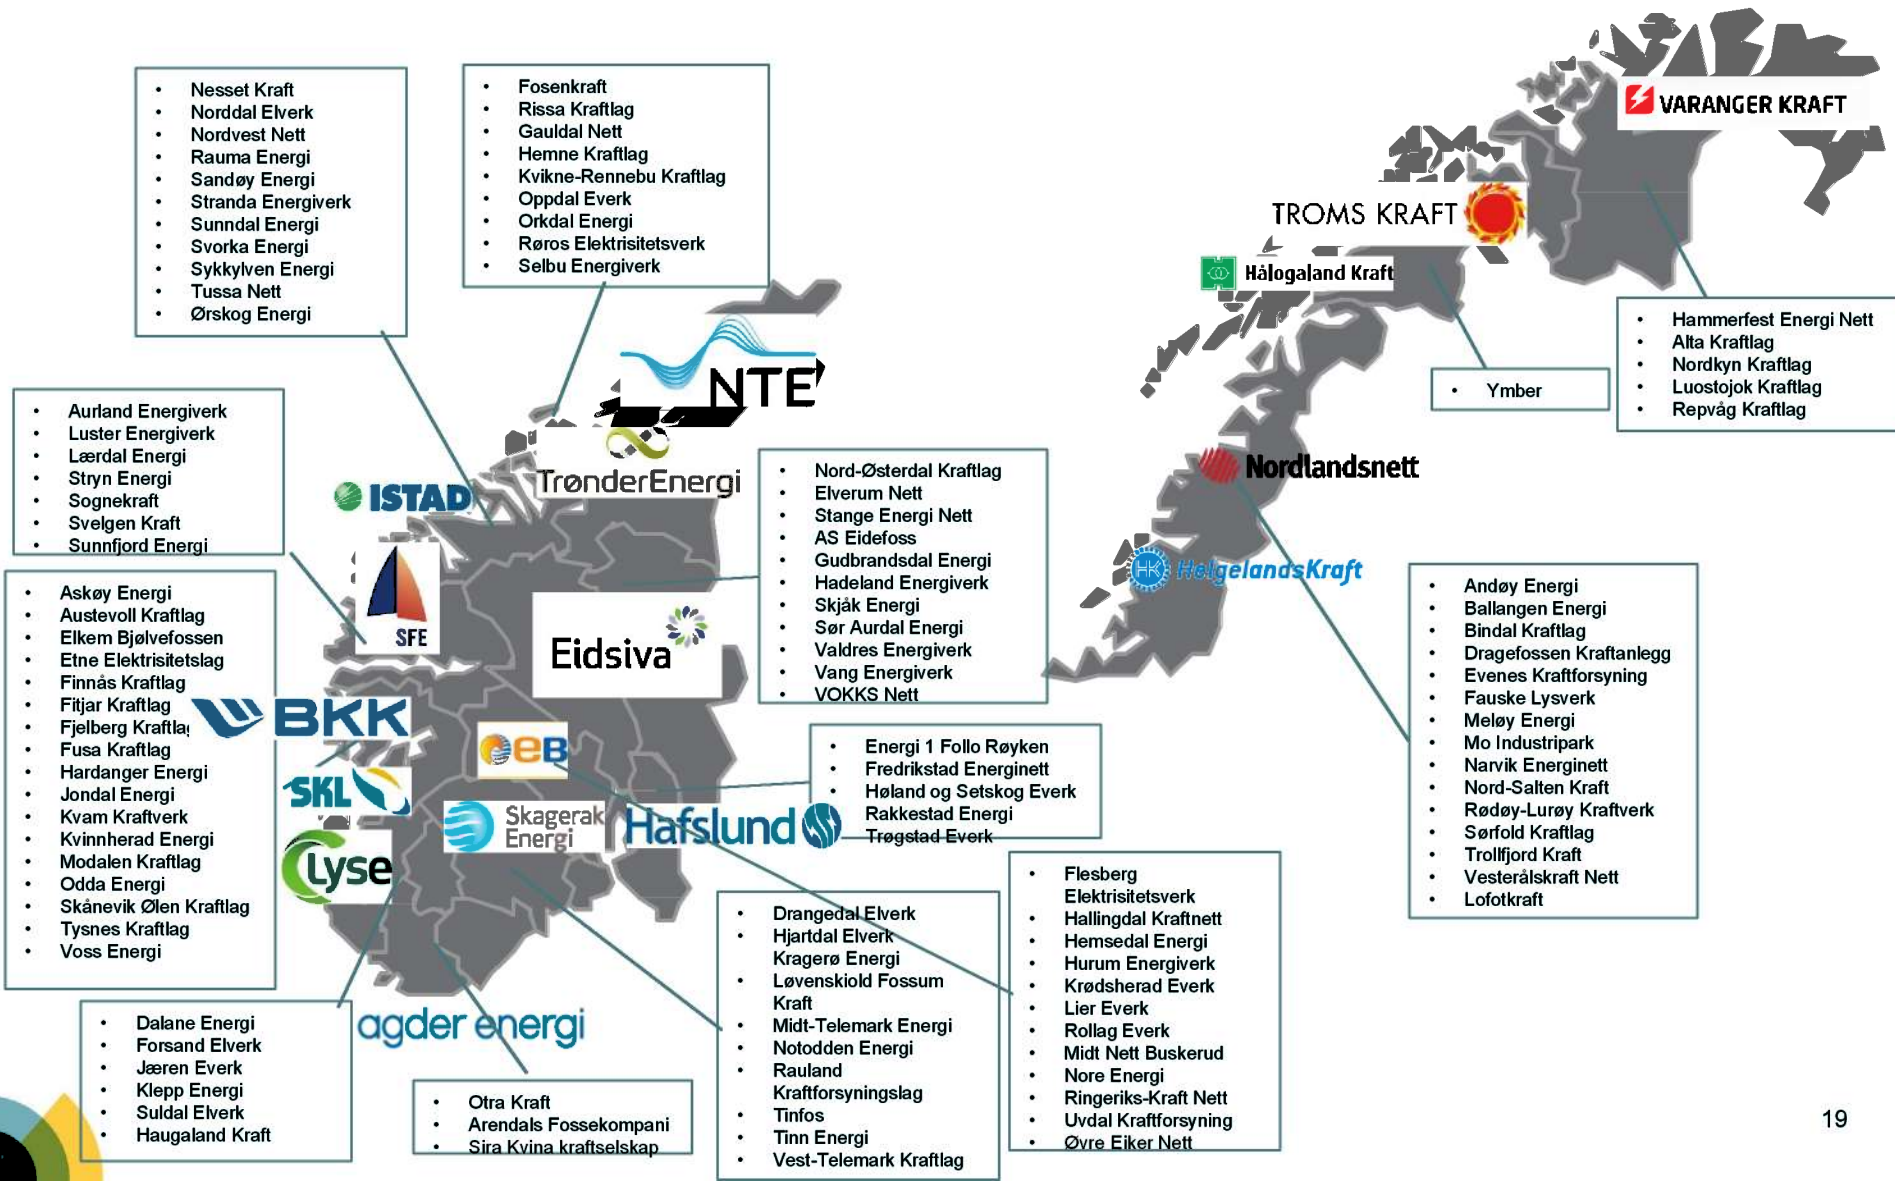 Nesset Kraft
Norddal Elverk
Nordvest Nett
Rauma Energi
Sandøy Energi
Stranda Energiverk
Sunndal Energi
Svorka Energi
Sykkylven Energi
Tussa Nett
Ørskog Energi
Fosenkraft
Rissa Kraftlag
Gauldal Nett
Hemne Kraftlag
Kvikne-Rennebu Kraftlag
Oppdal Everk
Orkdal Energi
Røros Elektrisitetsverk
Selbu Energiverk
VARANGER KRAFT
TROMS KRAFT
Hålogaland Kraft
Hammerfest Energi Nett
Alta Kraftlag
Nordkyn Kraftlag
Luostojok Kraftlag
Repvåg Kraftlag
Ymber
NTE
TrønderEnergi
ISTAD
Aurland Energiverk
Luster Energiverk
Lærdal Energi
Stryn Energi
Sognekraft
Svelgen Kraft
Sunnfjord Energi
SFE
Eidsiva
Nord-Østerdal Kraftlag
Elverum Nett
Stange Energi Nett
AS Eidefoss
Gudbrandsdal Energi
Hadeland Energiverk
Skjåk Energi
Sør Aurdal Energi
Valdres Energiverk
Vang Energiverk
VOKKS Nett
Nordlandsnett
HK HelgelandsKraft
Andøy Energi
Ballangen Energi
Bindal Kraftlag
Dragefossen Kraftanlegg
Evenes Kraftforsyning
Fauske Lysverk
Meløy Energi
Mo Industripark
Narvik Energinett
Nord-Salten Kraft
Rødøy-Lurøy Kraftverk
Sørfold Kraftlag
Trollfjord Kraft
Vesterålskraft Nett
Lofotkraft
Askøy Energi
Austevoll Kraftlag
Elkem Bjølvefossen
Etne Elektrisitetslag
Finnås Kraftlag
Fitjar Kraftlag
Fjelberg Kraftlag
Fusa Kraftlag
Hardanger Energi
Jondal Energi
Kvam Kraftverk
Kvinnherad Energi
Modalen Kraftlag
Odda Energi
Skånevik Ølen Kraftlag
Tysnes Kraftlag
Voss Energi
BKK
SKL
Lyse
eB
Skagerak
Energi
Hafslund
Energi 1 Follo Røyken
Fredrikstad Energinett
Høland og Setskog Everk
Rakkestad Energi
Trøgstad Everk
Dalane Energi
Forsand Elverk
Jæren Everk
Klepp Energi
Suldal Elverk
Haugaland Kraft
agder energi
Otra Kraft
Arendals Fossekompani
Sira Kvina kraftselskap
Drangedal Elverk
Hjartdal Elverk
Kragerø Energi
Løvenskiold Fossum
Kraft
Midt-Telemark Energi
Notodden Energi
Rauland
Kraftforsyningslag
Tinfos
Tinn Energi
Vest-Telemark Kraftlag
Flesberg
Elektrisitetsverk
Hallingdal Kraftnett
Hemsedal Energi
Hurum Energiverk
Krødsherad Everk
Lier Everk
Rollag Everk
Midt Nett Buskerud
Nore Energi
Ringeriks-Kraft Nett
Uvdal Kraftforsyning
Øvre Eiker Nett
19